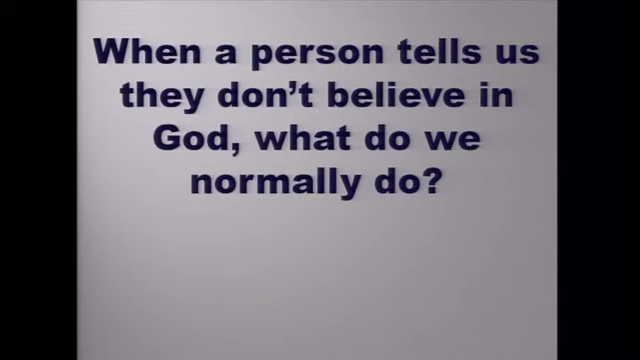 When a person tells us
they don't believe in
God, what do we
normally do?